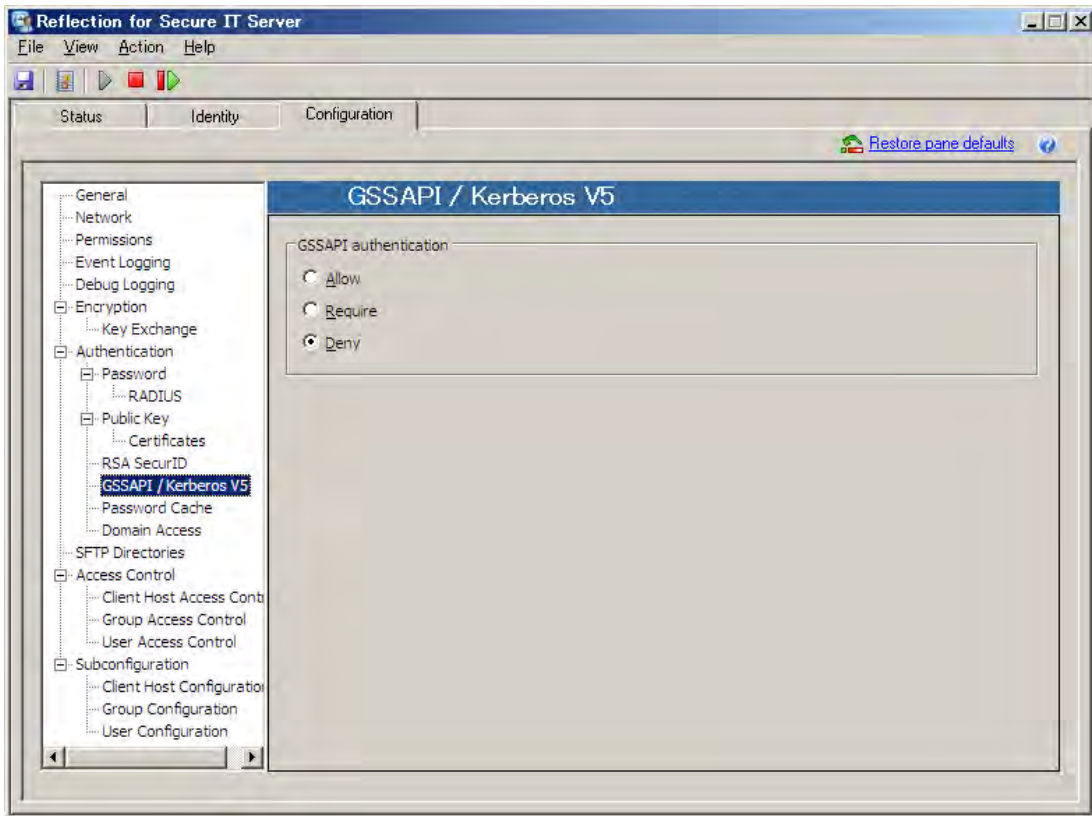 Reflection for Secure IT Server
File View Action Help
Status Identity Configuration
Restore pane defaults
General
Network
Permissions
Event Logging
Debug Logging
Encryption
Key Exchange
Authentication
Password
RADIUS
Public Key
Certificates
RSA SecurID
GSSAPI / Kerberos V5
Password Cache
Domain Access
SFTP Directories
Access Control
Client Host Access Contr
Group Access Control
User Access Control
Subconfiguration
Client Host Configuration
Group Configuration
User Configuration
GSSAPI / Kerberos V5
GSSAPI authentication
Allow
Require
Deny